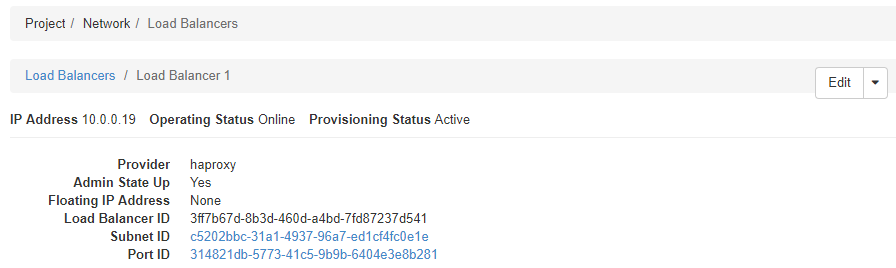 Project / Network / Load Balancers
Load Balancers / Load Balancer 1
Edit
IP Address 10.0.0.19 Operating Status Online Provisioning Status Active
Provider haproxy
Admin State Up Yes
Floating IP Address None
Load Balancer ID 3ff7b67d-8b3d-460d-a4bd-7fd87237d541
Subnet ID c5202bbc-31a1-4937-96a7-ed1cf4fc0e1e
Port ID 314821db-5773-41c5-9b9b-6404e3e8b281